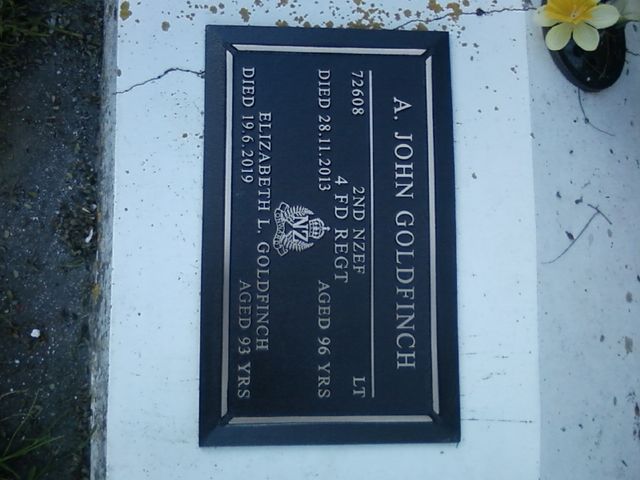 A. JOHN GOLDFINCH
72608 2ND NZEF LT
4 FD REGT
DIED 28.11.2013 AGED 96 YRS
NZ
ONWARD
ELIZABETH L. GOLDFINCH
DIED 19.6.2019 AGED 93 YRS